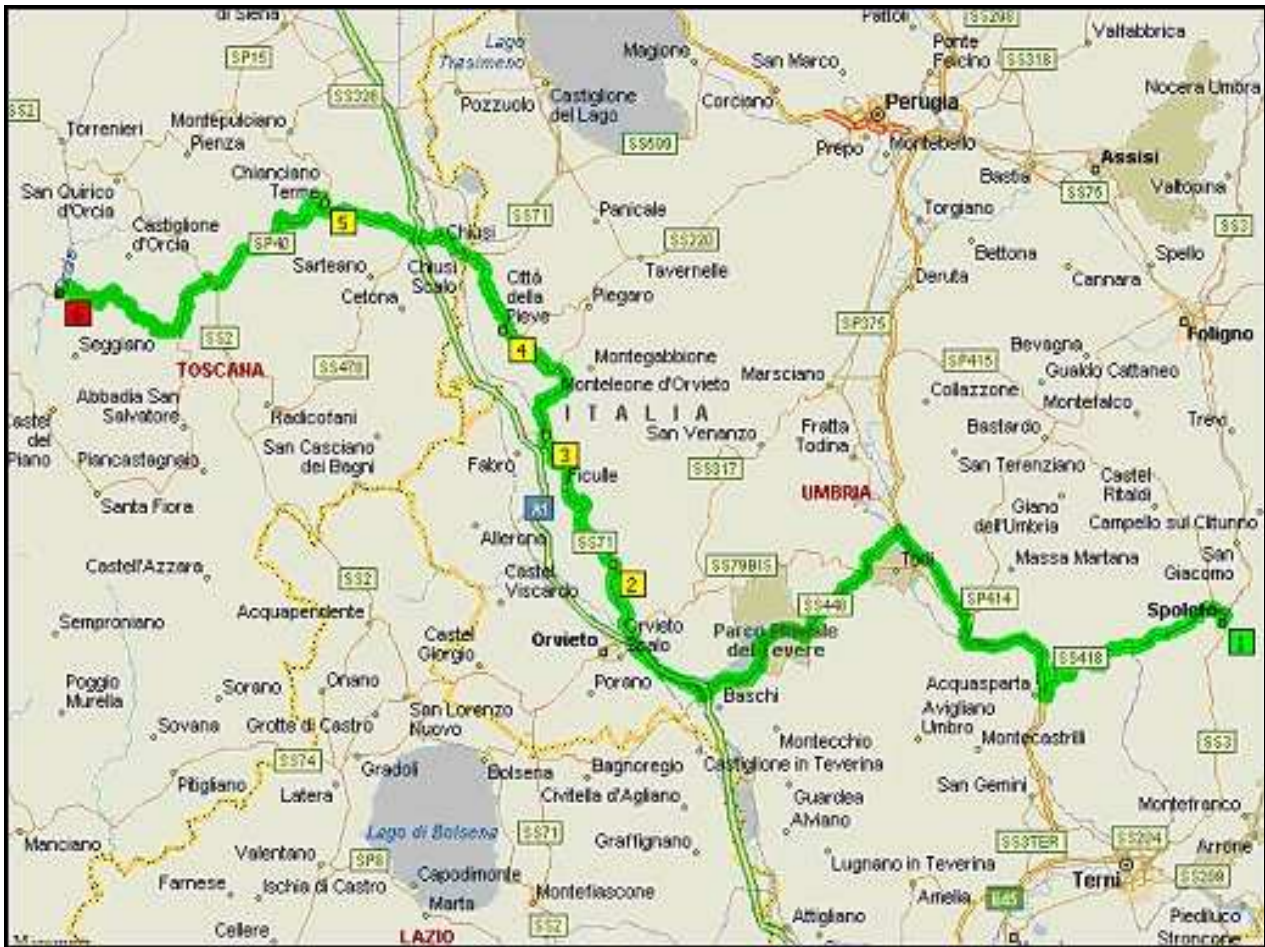 di Siena
Pattoli
SS298
Valfabbrica
SP15
Lago
Trasimeno
Magione
San Marco
Ponte
Felcino
SS318
SS326
Pozzuolo
Castiglione
del Lago
Corciano
Perugia
Nocera Umbra
SS2
Torrenieri
Montepulciano
Pienza
SS599
Prepo
Montebello
Assisi
Chianciano
Terme
Bastia
SS75
Valtopina
San Quirico
d'Orcia
Castiglione
d'Orcia
5
SS71
Panicale
Torgiano
SS3
SP40
Chiusi
SS220
Bettona
Spello
Sarteano
Chiusi
Scalo
Città
della
Pieve
Tavernelle
Deruta
Cannara
Cetona
Piegaro
SP375
Foligno
Seggiano
SS2
4
Montegabbione
Bevagna
TOSCANA
SS478
Monteleone d'Orvieto
Marsciano
SP415
Gualdo Cattaneo
Abbadia San
Salvatore
Radicofani
ITALIA
Collazzone
Montefalco
Castel
del
Piano
San Venanzo
Fratta
Todina
Bastardo
Trevi
Piancastagnaio
San Casciano
dei Bagni
Fabro
3
Ficulle
SS317
San Terenziano
Castel
Ritaldi
Santa Fiora
A1
UMBRIA
Giano
dell'Umbria
Campello sul Clitunno
Allerona
SS71
Todi
Massa Martana
San
Giacomo
Castell'Azzara
SS2
Castel
Viscardo
2
SS79BIS
SS448
SP414
Spoleto
1
Acquapendente
Semproniano
Castel
Giorgio
Orvieto
Orvieto
Scalo
Parco Fluviale
del Tevere
SS418
Poggio
Murella
Sorano
Onano
Porano
Baschi
Acquasparta
Sovana
Grotte di Castro
San Lorenzo
Nuovo
Avigliano
Umbro
Montecastrilli
SS3
SS74
Gradoli
Bolsena
Bagnoregio
Montecchio
Castiglione in Teverina
Pitigliano
Latera
Civitella d'Agliano
Guardea
Alviano
San Gemini
Montefranco
Manciano
Lago di Bolsena
SS71
Graffignano
SS3TER
SS204
Arrone
Valentano
SP8
Lugnano in Teverina
Terni
Farnese
Ischia di Castro
Capodimonte
Marta
Montefiascone
Amelia
E45
SS209
Cellere
LAZIO
SS2
Attigliano
Piediluco
Stroncone